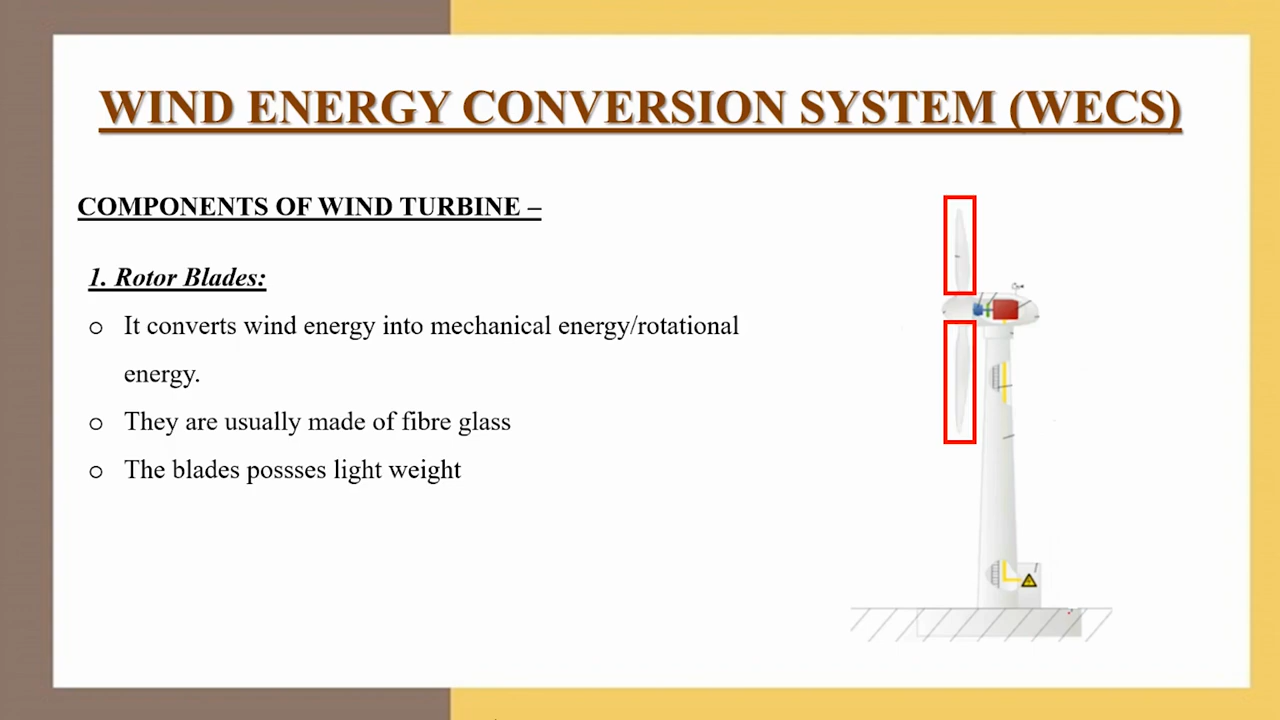 WIND ENERGY CONVERSION SYSTEM (WECS)
COMPONENTS OF WIND TURBINE –
1. Rotor Blades:
o It converts wind energy into mechanical energy/rotational
energy.
o They are usually made of fibre glass
o The blades possses light weight